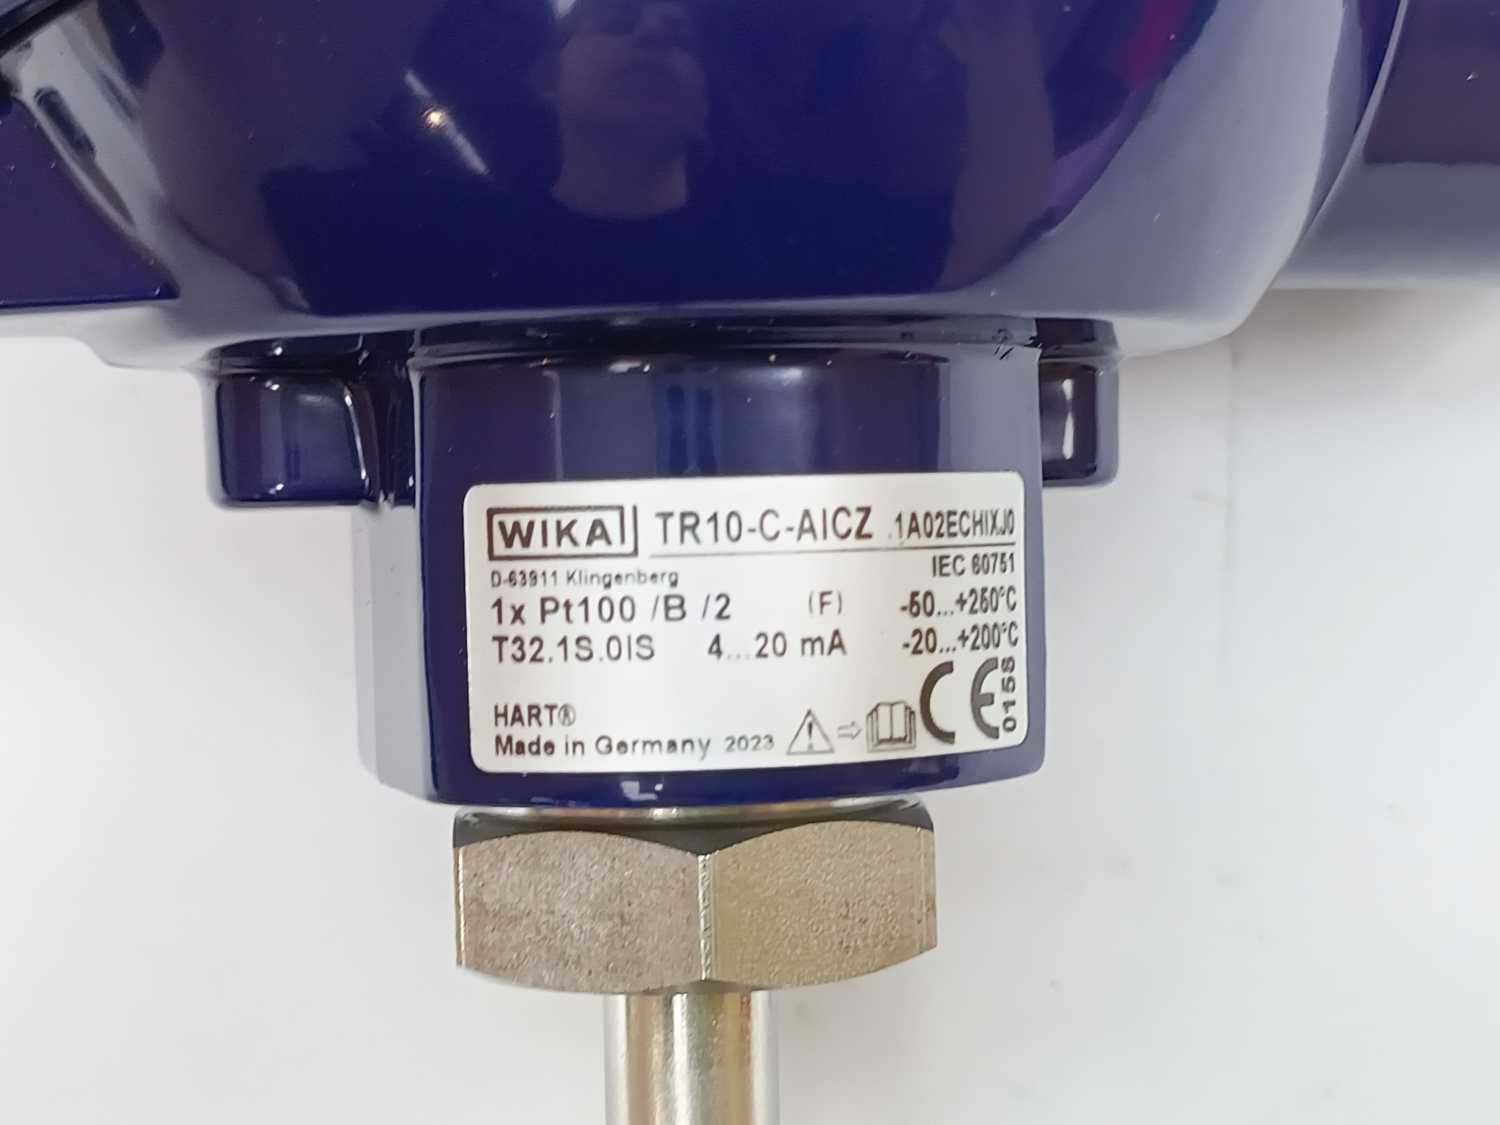 WIKA TR10-C-AICZ 1A02ECHIXJ0
D-63911 Klingenberg IEC 60751
1x Pt100 /B /2 (F) -50...+250°C
T32.1S.0IS 4...20 mA -20...+200°C
HART®
Made in Germany 2023 CE 0158